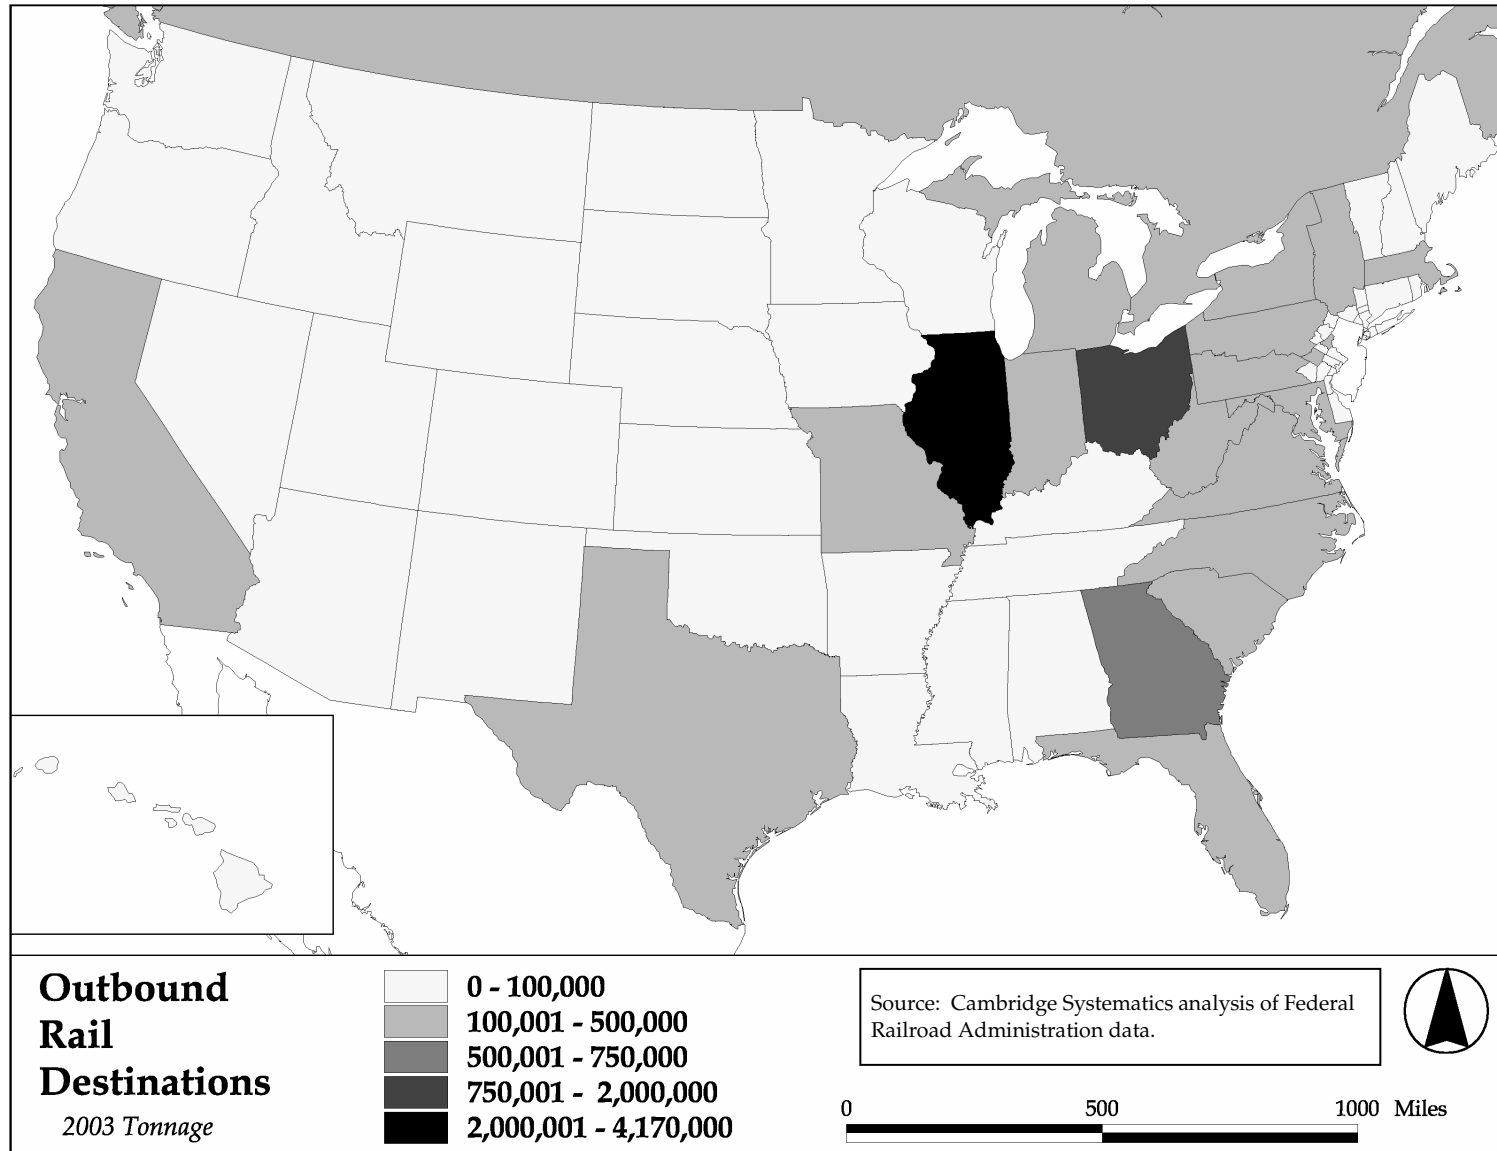 Outbound
Rail
Destinations
2003 Tonnage
0 - 100,000
100,001 - 500,000
500,001 - 750,000
750,001 - 2,000,000
2,000,001 - 4,170,000
Source: Cambridge Systematics analysis of Federal
Railroad Administration data.
0 500 1000 Miles